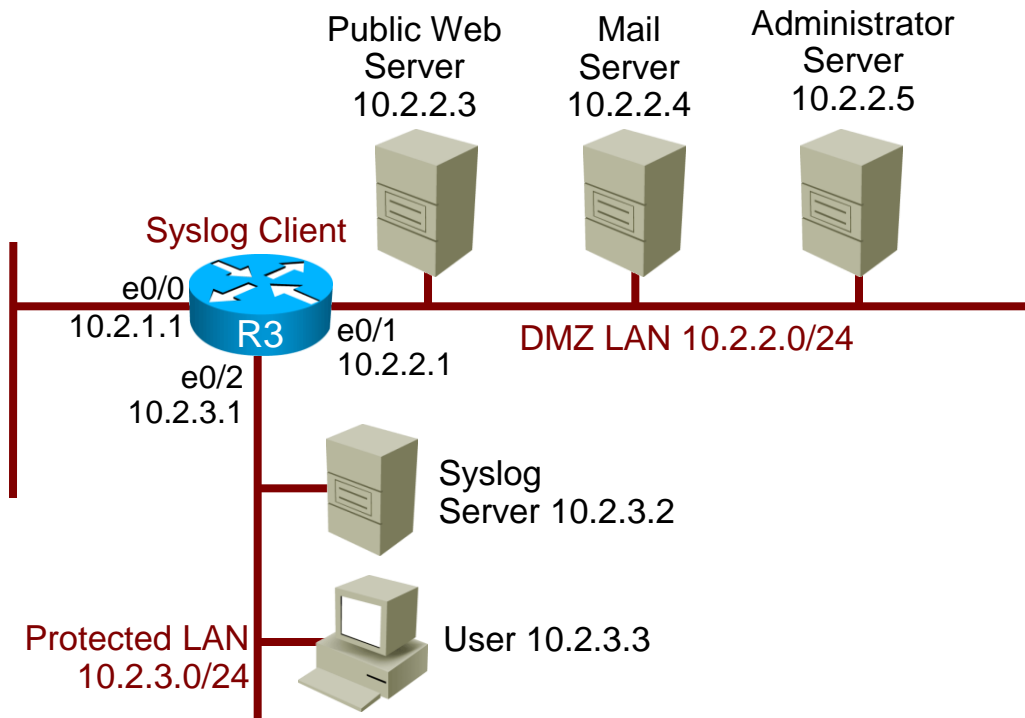 Public Web
Server
10.2.2.3
Mail
Server
10.2.2.4
Administrator
Server
10.2.2.5
Syslog Client
e0/0
10.2.1.1
R3
e0/1
10.2.2.1
DMZ LAN 10.2.2.0/24
e0/2
10.2.3.1
Syslog
Server 10.2.3.2
Protected LAN
10.2.3.0/24
User 10.2.3.3